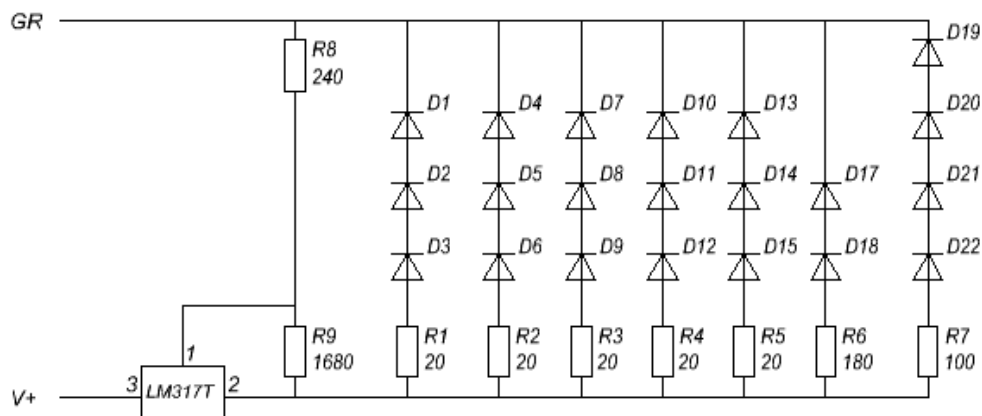 GR
R8
240
D1
D4
D7
D10
D13
D19
D20
D2
D5
D8
D11
D14
D17
D21
D3
D6
D9
D12
D15
D18
D22
R9
1680
R1
20
R2
20
R3
20
R4
20
R5
20
R6
180
R7
100
1
V+
3
LM317T
2